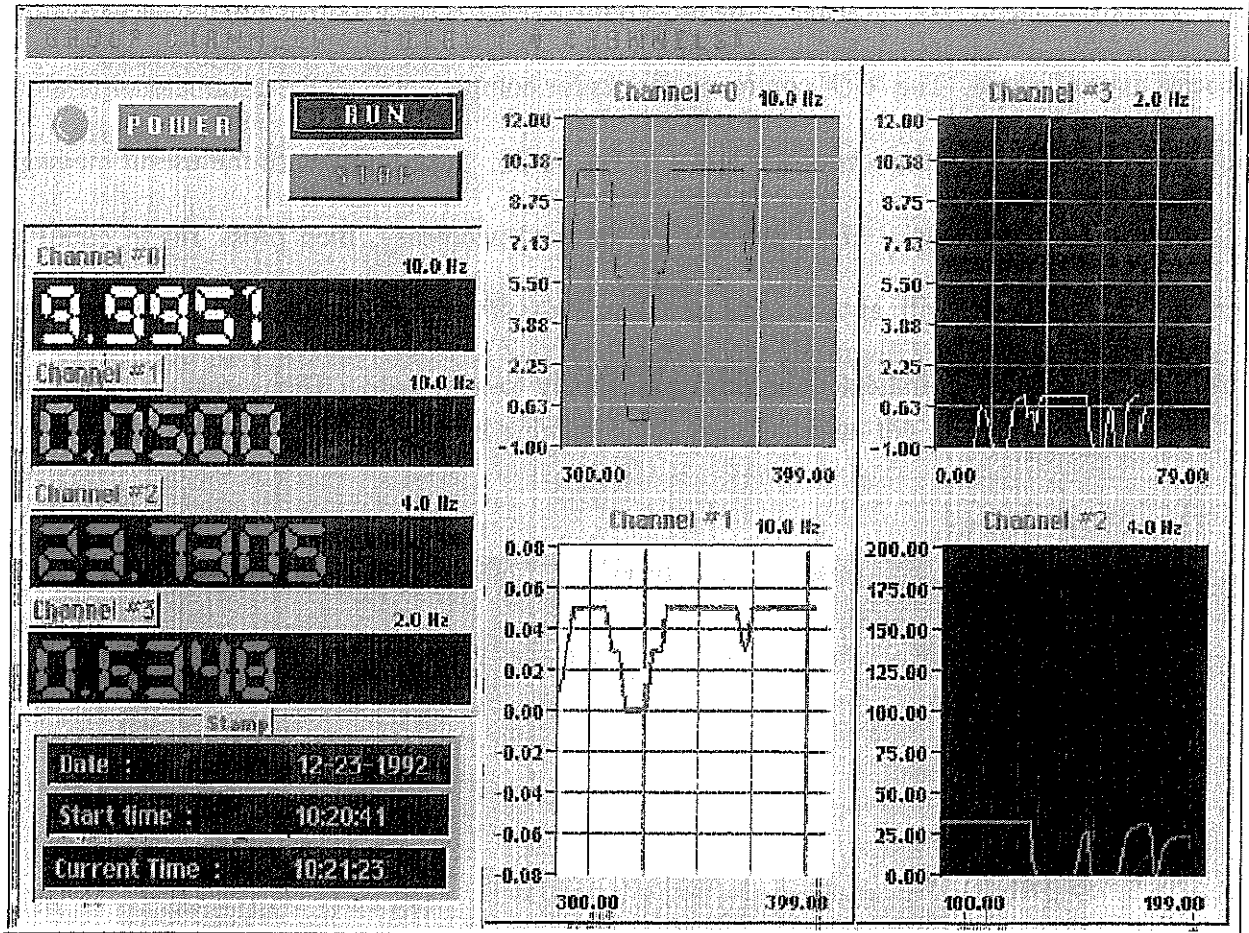 POWER
RUN
STOP
Channel #0
10.0 Hz
9.9951
Channel #1
10.0 Hz
0.0500
Channel #2
4.0 Hz
23.7305
Channel #3
2.0 Hz
0.6348
Stamp
Date : 12-23-1992
Start time : 10:20:41
Current Time : 10:21:23
Channel #0 10.0 Hz
12.00
10.38
8.75
7.13
5.50
3.88
2.25
0.63
-1.00
300.00 399.00
Channel #1 10.0 Hz
0.08
0.06
0.04
0.02
0.00
-0.02
-0.04
-0.06
-0.08
300.00 399.00
Channel #3 2.0 Hz
12.00
10.38
8.75
7.13
5.50
3.88
2.25
0.63
-1.00
0.00 79.00
Channel #2 4.0 Hz
200.00
175.00
150.00
125.00
100.00
75.00
50.00
25.00
0.00
100.00 199.00